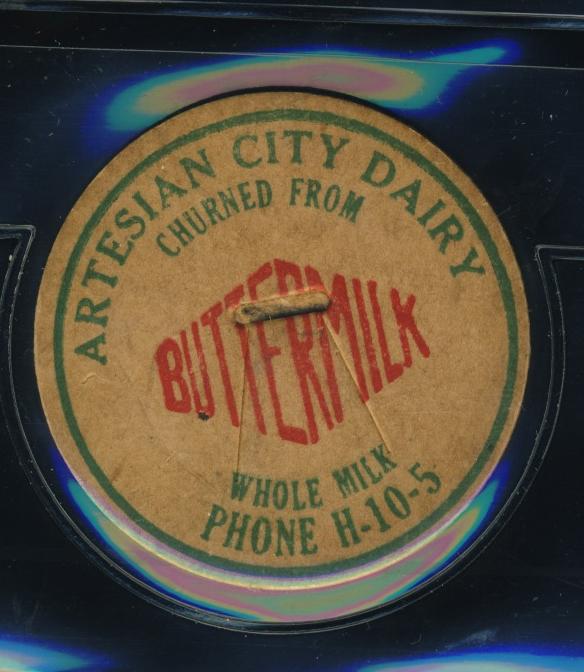 ARTESIAN CITY DAIRY
CHURNED FROM
BUTTERMILK
WHOLE MILK
PHONE H-10-5